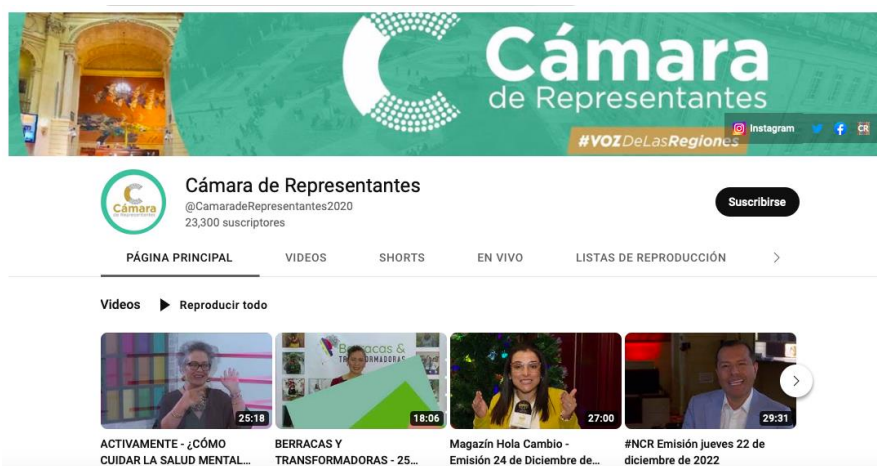 Cámara
de Representantes
#VOZDeLasRegiones
Instagram
CR
Cámara
de Representantes
Cámara de Representantes
@CamaradeRepresentantes2020
23,300 suscriptores
Suscribirse
PÁGINA PRINCIPAL VIDEOS SHORTS EN VIVO LISTAS DE REPRODUCCIÓN
Videos Reproducir todo
Berracas &
TRANSFORMADORAS
25:18 18:06 27:00 29:31
ACTIVAMENTE - ¿CÓMO
CUIDAR LA SALUD MENTAL...
BERRACAS Y
TRANSFORMADORAS - 25...
Magazín Hola Cambio -
Emisión 24 de Diciembre de...
#NCR Emisión jueves 22 de
diciembre de 2022